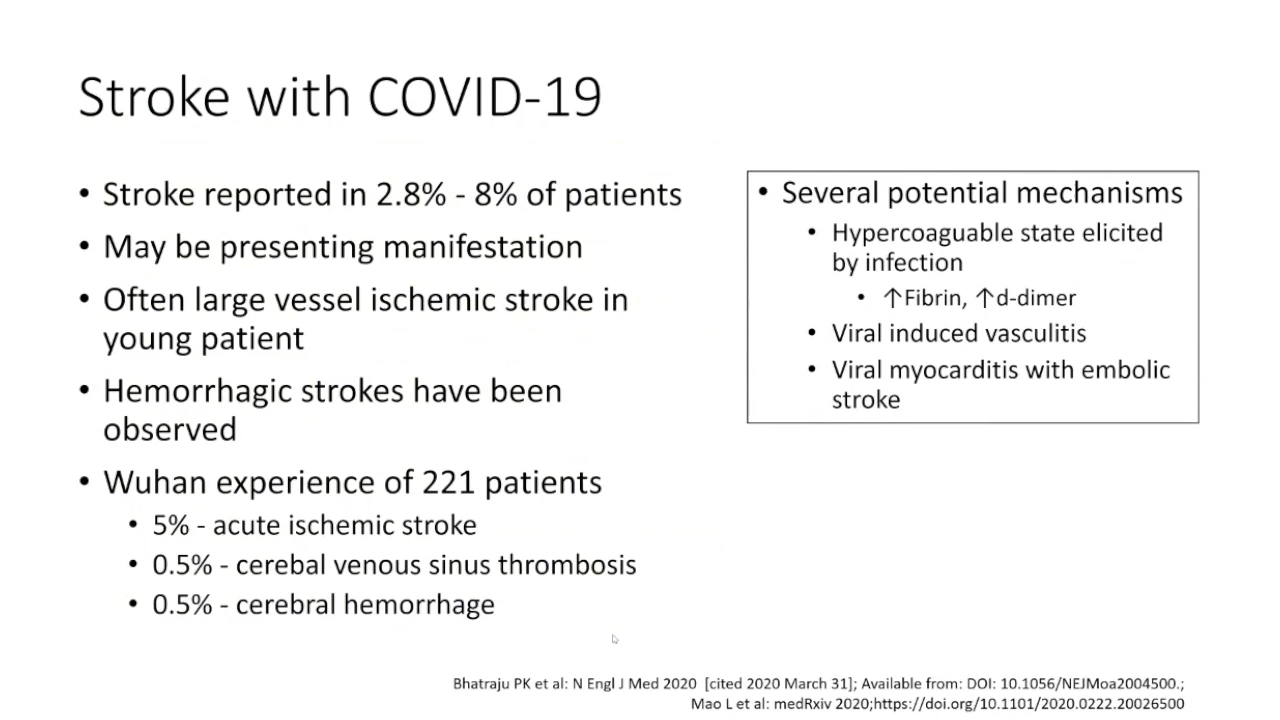 Stroke with COVID-19
• Stroke reported in 2.8% - 8% of patients
• May be presenting manifestation
• Often large vessel ischemic stroke in
young patient
• Hemorrhagic strokes have been
observed
• Wuhan experience of 221 patients
• 5% - acute ischemic stroke
• 0.5% - cerebal venous sinus thrombosis
• 0.5% - cerebral hemorrhage
• Several potential mechanisms
• Hypercoaguable state elicited
by infection
• ↑Fibrin, ↑d-dimer
• Viral induced vasculitis
• Viral myocarditis with embolic
stroke
Bhatraju PK et al: N Engl J Med 2020 [cited 2020 March 31]; Available from: DOI: 10.1056/NEJMoa2004500.;
Mao L et al: medRxiv 2020;https://doi.org/10.1101/2020.0222.20026500